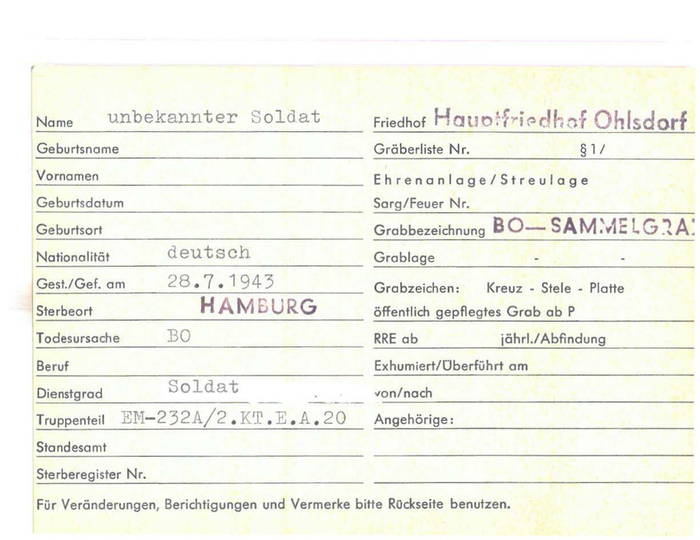 Name unbekannter Soldat
Geburtsname
Vornamen
Geburtsdatum
Geburtsort
Nationalität deutsch
Gest./Gef. am 28.7.1943
Sterbeort HAMBURG
Todesursache BO
Beruf
Dienstgrad Soldat
Truppenteil EM-232A/2.KT.E.A.20
Standesamt
Sterberegister Nr.
Friedhof Hauptfriedhof Ohlsdorf
Gräberliste Nr. §1/
Ehrenanlage/Streulage
Sarg/Feuer Nr.
Grabbezeichnung BO—SAMMELGRA
Grablage - -
Grabzeichen: Kreuz - Stele - Platte
öffentlich gepflegtes Grab ab P
RRE ab jährl./Abfindung
Exhumiert/Überführt am
von/nach
Angehörige:
Für Veränderungen, Berichtigungen und Vermerke bitte Rückseite benutzen.